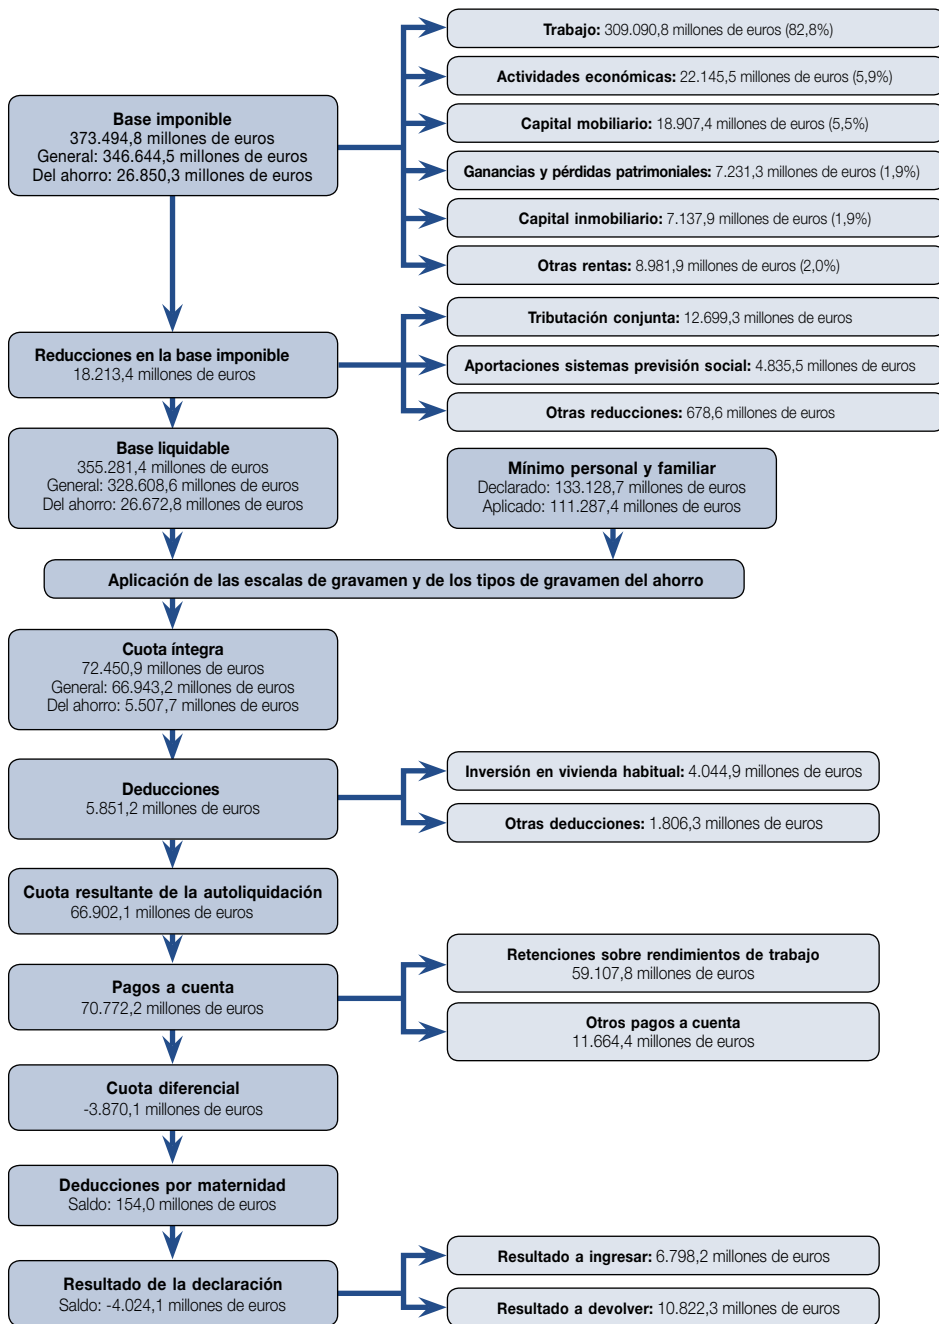 Trabajo: 309.090,8 millones de euros (82,8%)
Actividades económicas: 22.145,5 millones de euros (5,9%)
Base imponible
373.494,8 millones de euros
General: 346.644,5 millones de euros
Del ahorro: 26.850,3 millones de euros
Capital mobiliario: 18.907,4 millones de euros (5,5%)
Ganancias y pérdidas patrimoniales: 7.231,3 millones de euros (1,9%)
Capital inmobiliario: 7.137,9 millones de euros (1,9%)
Otras rentas: 8.981,9 millones de euros (2,0%)
Reducciones en la base imponible
18.213,4 millones de euros
Tributación conjunta: 12.699,3 millones de euros
Aportaciones sistemas previsión social: 4.835,5 millones de euros
Otras reducciones: 678,6 millones de euros
Base liquidable
355.281,4 millones de euros
General: 328.608,6 millones de euros
Del ahorro: 26.672,8 millones de euros
Mínimo personal y familiar
Declarado: 133.128,7 millones de euros
Aplicado: 111.287,4 millones de euros
Aplicación de las escalas de gravamen y de los tipos de gravamen del ahorro
Cuota íntegra
72.450,9 millones de euros
General: 66.943,2 millones de euros
Del ahorro: 5.507,7 millones de euros
Deducciones
5.851,2 millones de euros
Inversión en vivienda habitual: 4.044,9 millones de euros
Otras deducciones: 1.806,3 millones de euros
Cuota resultante de la autoliquidación
66.902,1 millones de euros
Pagos a cuenta
70.772,2 millones de euros
Retenciones sobre rendimientos de trabajo
59.107,8 millones de euros
Otros pagos a cuenta
11.664,4 millones de euros
Cuota diferencial
-3.870,1 millones de euros
Deducciones por maternidad
Saldo: 154,0 millones de euros
Resultado de la declaración
Saldo: -4.024,1 millones de euros
Resultado a ingresar: 6.798,2 millones de euros
Resultado a devolver: 10.822,3 millones de euros